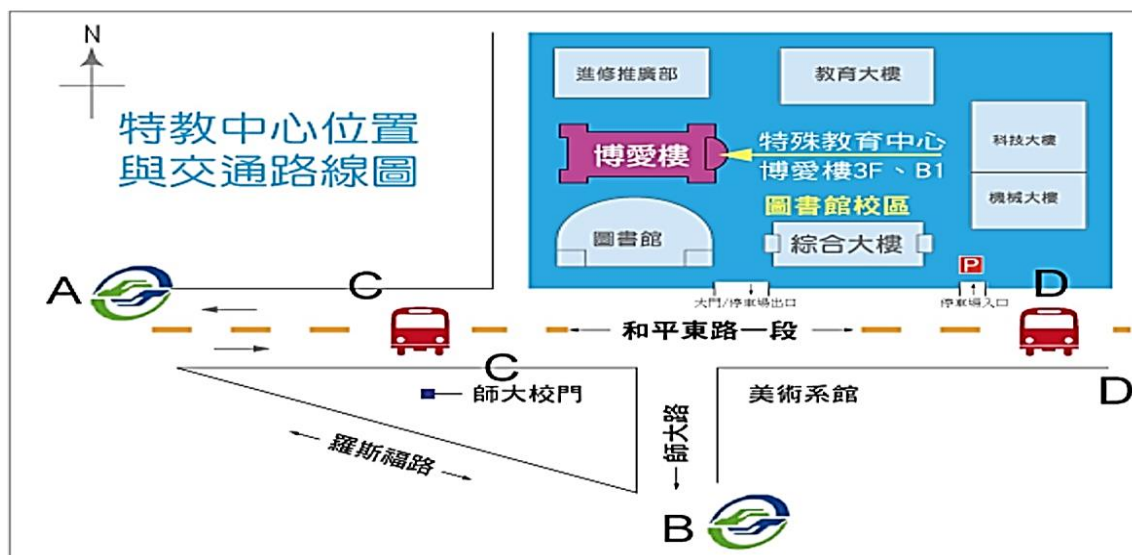 N
特教中心位置
與交通路線圖
進修推廣部
教育大樓
博愛樓
特殊教育中心
博愛樓3F、B1
科技大樓
機械大樓
圖書館校區
圖書館
綜合大樓
P
大門/停車場出口
停車場入口
A
C
D
和平東路一段
C
師大校門
美術系館
D
羅斯福路
師大路
B